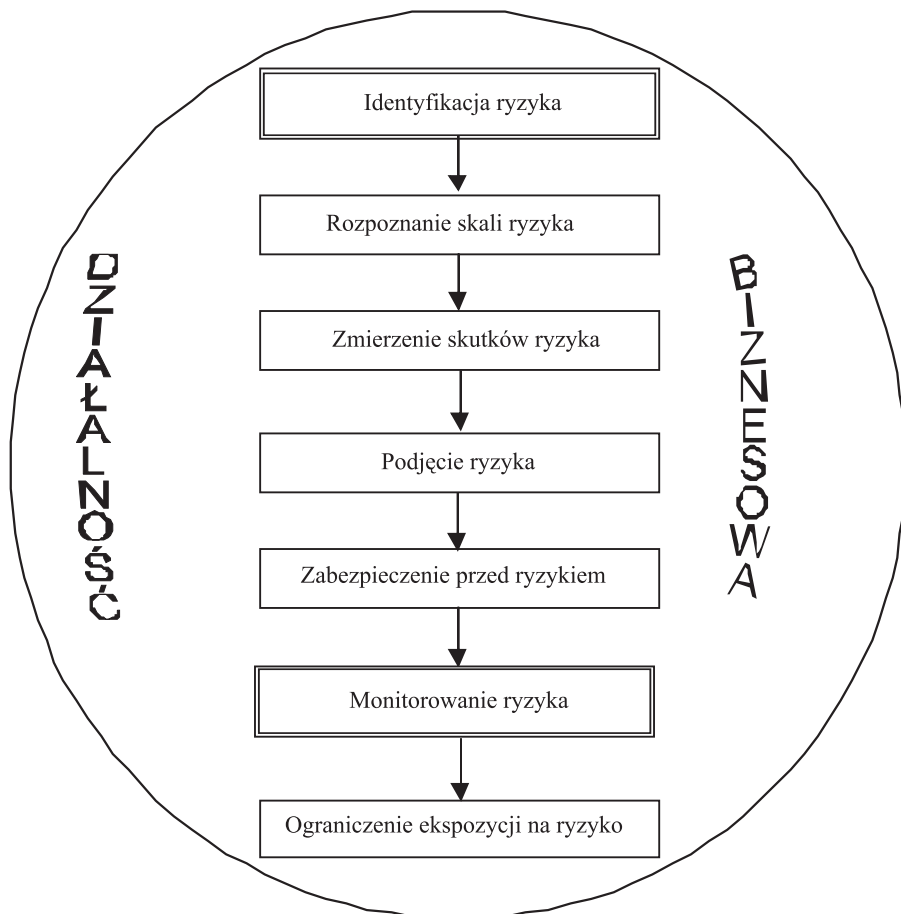 Identyfikacja ryzyka
Rozpoznanie skali ryzyka
Zmierzenie skutków ryzyka
Podjęcie ryzyka
Zabezpieczenie przed ryzykiem
Monitorowanie ryzyka
Ograniczenie ekspozycji na ryzyko
DZIAŁALNOŚĆ
BIZNESOWA